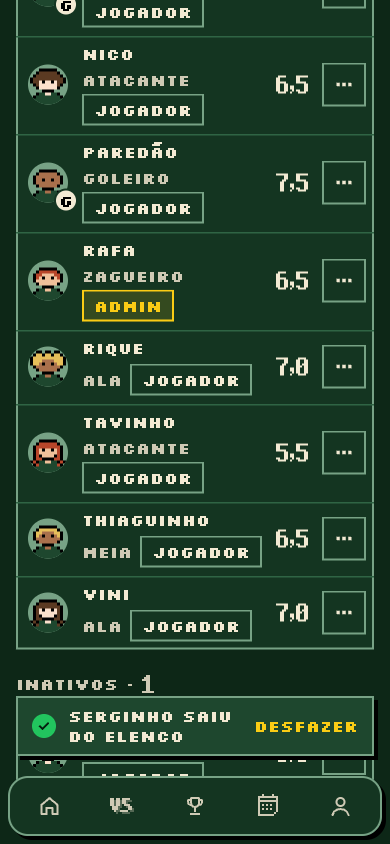 G
JOGADOR
NICO
ATACANTE
6,5
...
JOGADOR
PAREDÃO
GOLEIRO
7,5
...
G
JOGADOR
RAFA
ZAGUEIRO
6,5
...
ADMIN
RIQUE
7,0
...
ALA JOGADOR
TAVINHO
ATACANTE
5,5
...
JOGADOR
THIAGUINHO
6,5
...
MEIA JOGADOR
VINI
7,0
...
ALA JOGADOR
INATIVOS · 1
SERGINHO SAIU
DO ELENCO
DESFAZER
VS